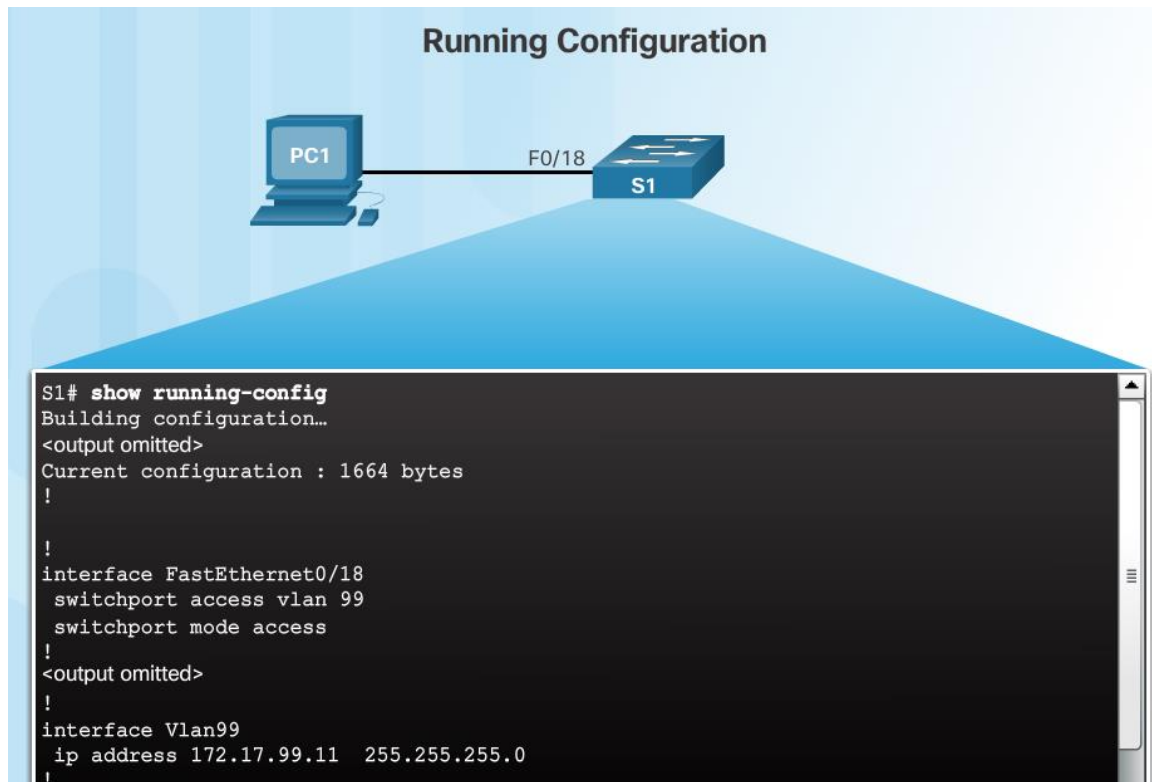 Running Configuration
PC1
F0/18
S1
S1# show running-config
Building configuration…
<output omitted>
Current configuration : 1664 bytes
!
!
interface FastEthernet0/18
switchport access vlan 99
switchport mode access
!
<output omitted>
!
interface Vlan99
ip address 172.17.99.11 255.255.255.0
!